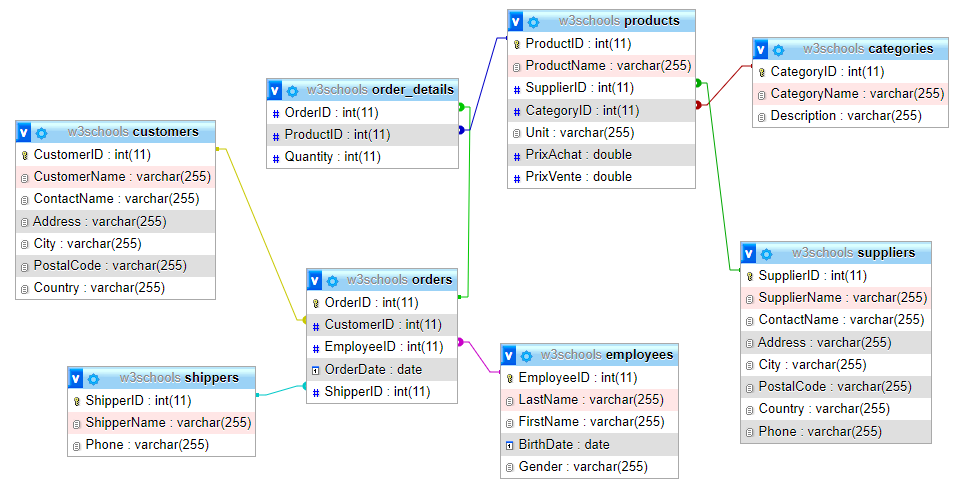 w3schools products
ProductID : int(11)
ProductName : varchar(255)
SupplierID : int(11)
CategoryID : int(11)
Unit : varchar(255)
PrixAchat : double
PrixVente : double
w3schools categories
CategoryID : int(11)
CategoryName : varchar(255)
Description : varchar(255)
w3schools order_details
OrderID : int(11)
ProductID : int(11)
Quantity : int(11)
w3schools customers
CustomerID : int(11)
CustomerName : varchar(255)
ContactName : varchar(255)
Address : varchar(255)
City : varchar(255)
PostalCode : varchar(255)
Country : varchar(255)
w3schools suppliers
SupplierID : int(11)
SupplierName : varchar(255)
ContactName : varchar(255)
Address : varchar(255)
City : varchar(255)
PostalCode : varchar(255)
Country : varchar(255)
Phone : varchar(255)
w3schools orders
OrderID : int(11)
CustomerID : int(11)
EmployeeID : int(11)
OrderDate : date
ShipperID : int(11)
w3schools employees
EmployeeID : int(11)
LastName : varchar(255)
FirstName : varchar(255)
BirthDate : date
Gender : varchar(255)
w3schools shippers
ShipperID : int(11)
ShipperName : varchar(255)
Phone : varchar(255)